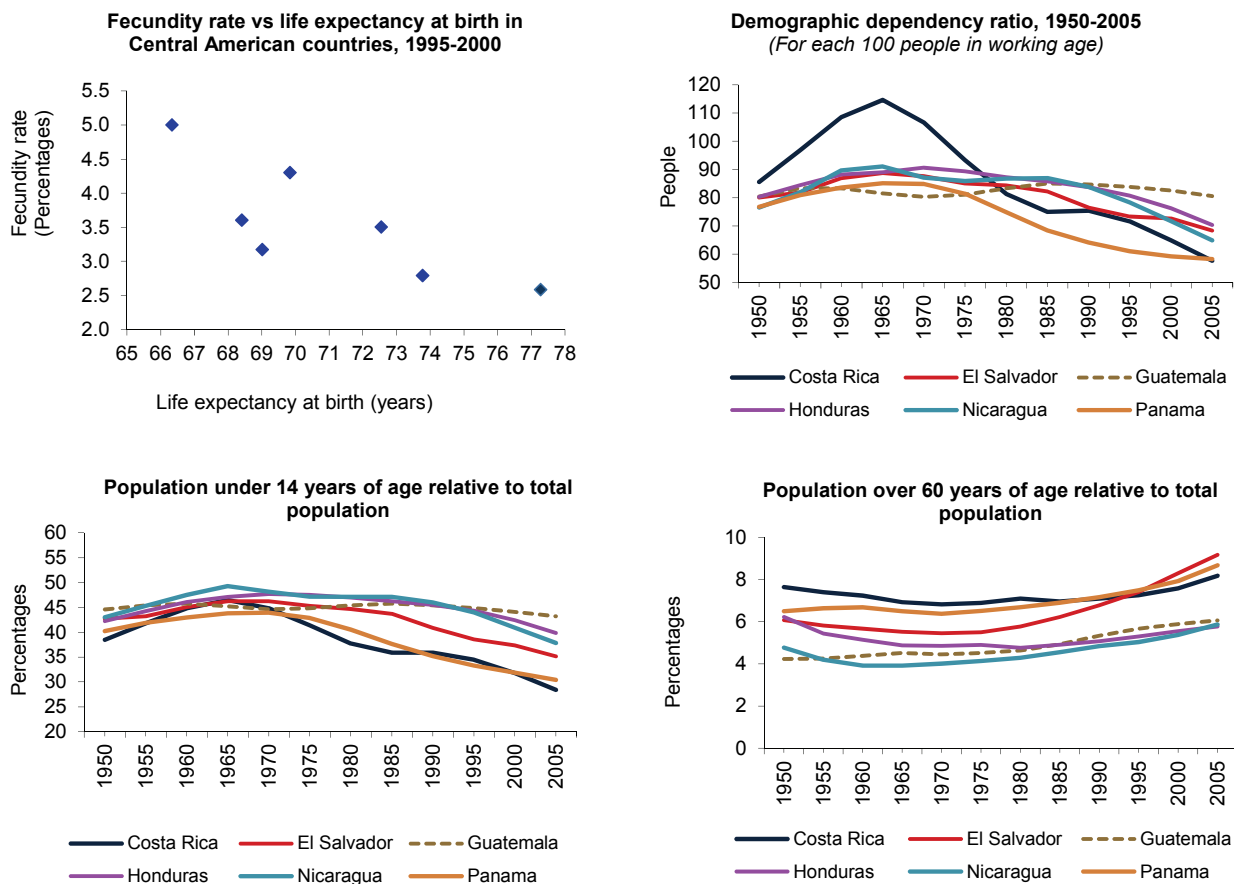 Fecundity rate vs life expectancy at birth in
Central American countries, 1995-2000
Fecundity rate
(Percentages)
5.5
5.0
4.5
4.0
3.5
3.0
2.5
2.0
65 66 67 68 69 70 71 72 73 74 75 76 77 78
Life expectancy at birth (years)
Demographic dependency ratio, 1950-2005
(For each 100 people in working age)
People
120
110
100
90
80
70
60
50
1950 1955 1960 1965 1970 1975 1980 1985 1990 1995 2000 2005
Costa Rica El Salvador Guatemala
Honduras Nicaragua Panama
Population under 14 years of age relative to total
population
Percentages
60
55
50
45
40
35
30
25
20
1950 1955 1960 1965 1970 1975 1980 1985 1990 1995 2000 2005
Costa Rica El Salvador Guatemala
Honduras Nicaragua Panama
Population over 60 years of age relative to total
population
Percentages
10
8
6
4
2
0
1950 1955 1960 1965 1970 1975 1980 1985 1990 1995 2000 2005
Costa Rica El Salvador Guatemala
Honduras Nicaragua Panama